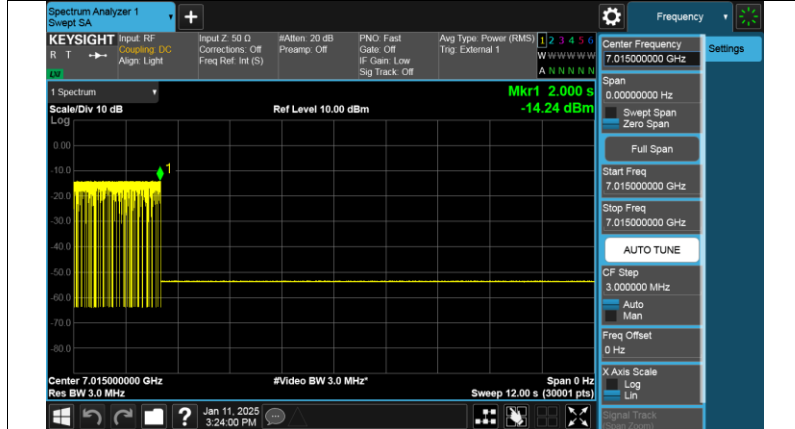 Spectrum Analyzer 1
Swept SA
+
Frequency
KEYSIGHT
R T
LXI
Input: RF
Coupling: DC
Align: Light
Input Z: 50 Ω
Corrections: Off
Freq Ref: Int (S)
#Atten: 20 dB
Preamp: Off
PNO: Fast
Gate: Off
IF Gain: Low
Sig Track: Off
Avg Type: Power (RMS)
Trig: External 1
1 2 3 4 5 6
W W W W W W
A N N N N N
1 Spectrum
Scale/Div 10 dB
Ref Level 10.00 dBm
Mkr1 2.000 s
-14.24 dBm
Log
0.00
-10.0
-20.0
-30.0
-40.0
-50.0
-60.0
-70.0
-80.0
1
Center 7.015000000 GHz
Res BW 3.0 MHz
#Video BW 3.0 MHz*
Span 0 Hz
Sweep 12.00 s (30001 pts)
Center Frequency
7.015000000 GHz
Settings
Span
0.00000000 Hz
Swept Span
Zero Span
Full Span
Start Freq
7.015000000 GHz
Stop Freq
7.015000000 GHz
AUTO TUNE
CF Step
3.000000 MHz
Auto
Man
Freq Offset
0 Hz
X Axis Scale
Log
Lin
Signal Track
(Span Zoom)
?
Jan 11, 2025
3:24:00 PM